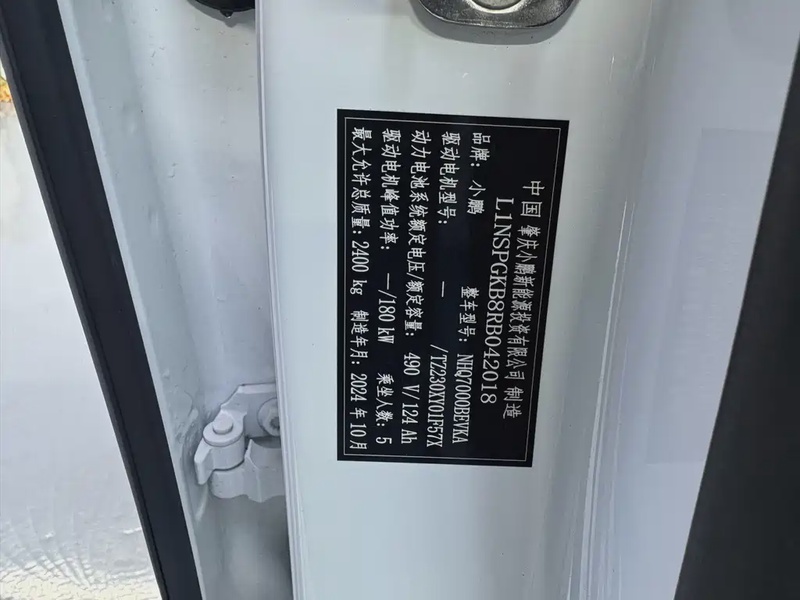 中国 肇庆小鹏新能源投资有限公司 制造
L1NSPGKB8RB042018
品牌: 小鹏 整车型号: NHQ7000BEVKA
驱动电机型号: —/TZ230XY01F57X
动力电池系统额定电压/额定容量: 490 V/124 Ah
驱动电机峰值功率: —/180 kW 乘坐人数: 5
最大允许总质量: 2400 kg 制造年月: 2024 年 10 月